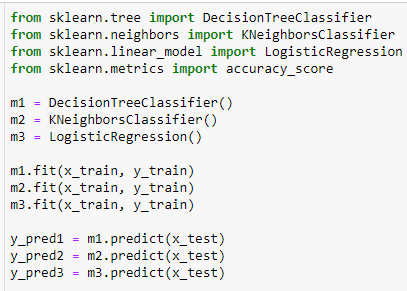 from sklearn.tree import DecisionTreeClassifier
from sklearn.neighbors import KNeighborsClassifier
from sklearn.linear_model import LogisticRegression
from sklearn.metrics import accuracy_score
m1 = DecisionTreeClassifier()
m2 = KNeighborsClassifier()
m3 = LogisticRegression()
m1.fit(x_train, y_train)
m2.fit(x_train, y_train)
m3.fit(x_train, y_train)
y_pred1 = m1.predict(x_test)
y_pred2 = m2.predict(x_test)
y_pred3 = m3.predict(x_test)